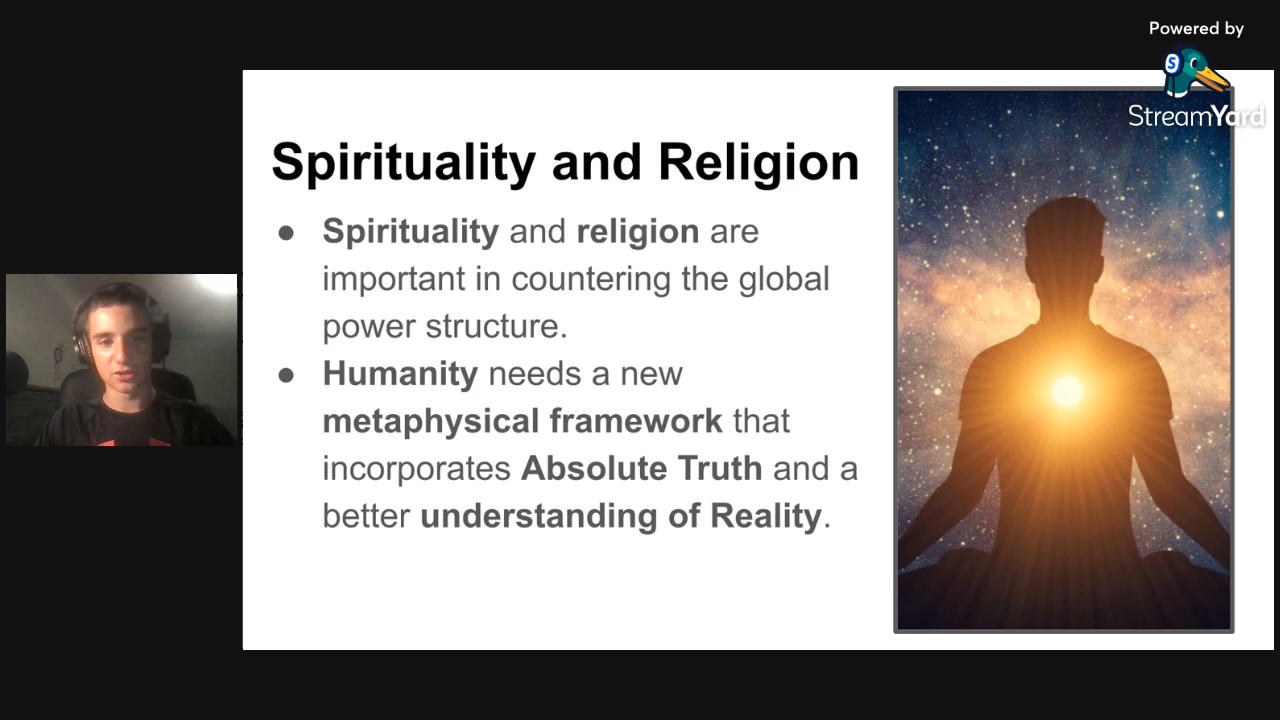 Powered by
StreamYard
Spirituality and Religion
● Spirituality and religion are
important in countering the global
power structure.
● Humanity needs a new
metaphysical framework that
incorporates Absolute Truth and a
better understanding of Reality.